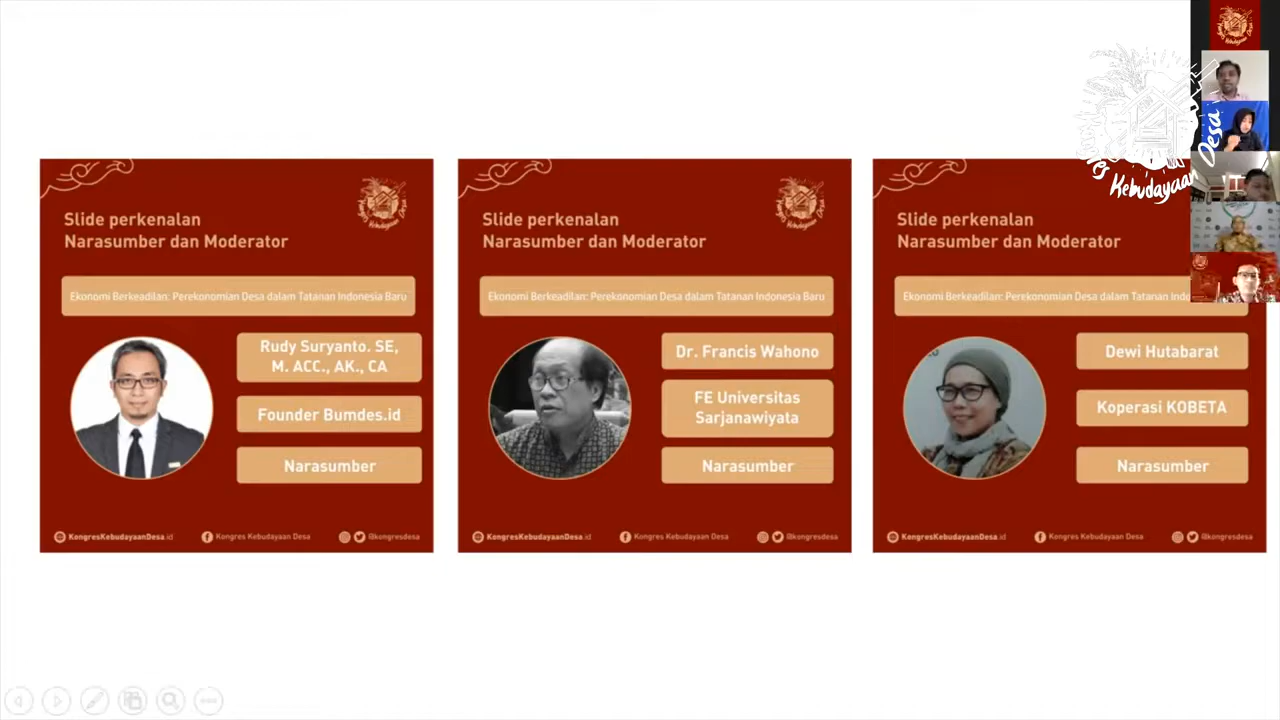 Slide perkenalan
Narasumber dan Moderator
Ekonomi Berkeadilan: Perekonomian Desa dalam Tatanan Indonesia Baru
Rudy Suryanto. SE,
M. ACC., AK., CA
Founder Bumdes.id
Narasumber
KongresKebudayaanDesa.id
Kongres Kebudayaan Desa
@kongresdesa
Slide perkenalan
Narasumber dan Moderator
Ekonomi Berkeadilan: Perekonomian Desa dalam Tatanan Indonesia Baru
Dr. Francis Wahono
FE Universitas
Sarjanawiyata
Narasumber
KongresKebudayaanDesa.id
Kongres Kebudayaan Desa
@kongresdesa
Slide perkenalan
Narasumber dan Moderator
Ekonomi Berkeadilan: Perekonomian Desa dalam Tatanan Indo
Dewi Hutabarat
Koperasi KOBETA
Narasumber
KongresKebudayaanDesa.id
Kongres Kebudayaan Desa
@kongresdesa
Kebudayaan Desa